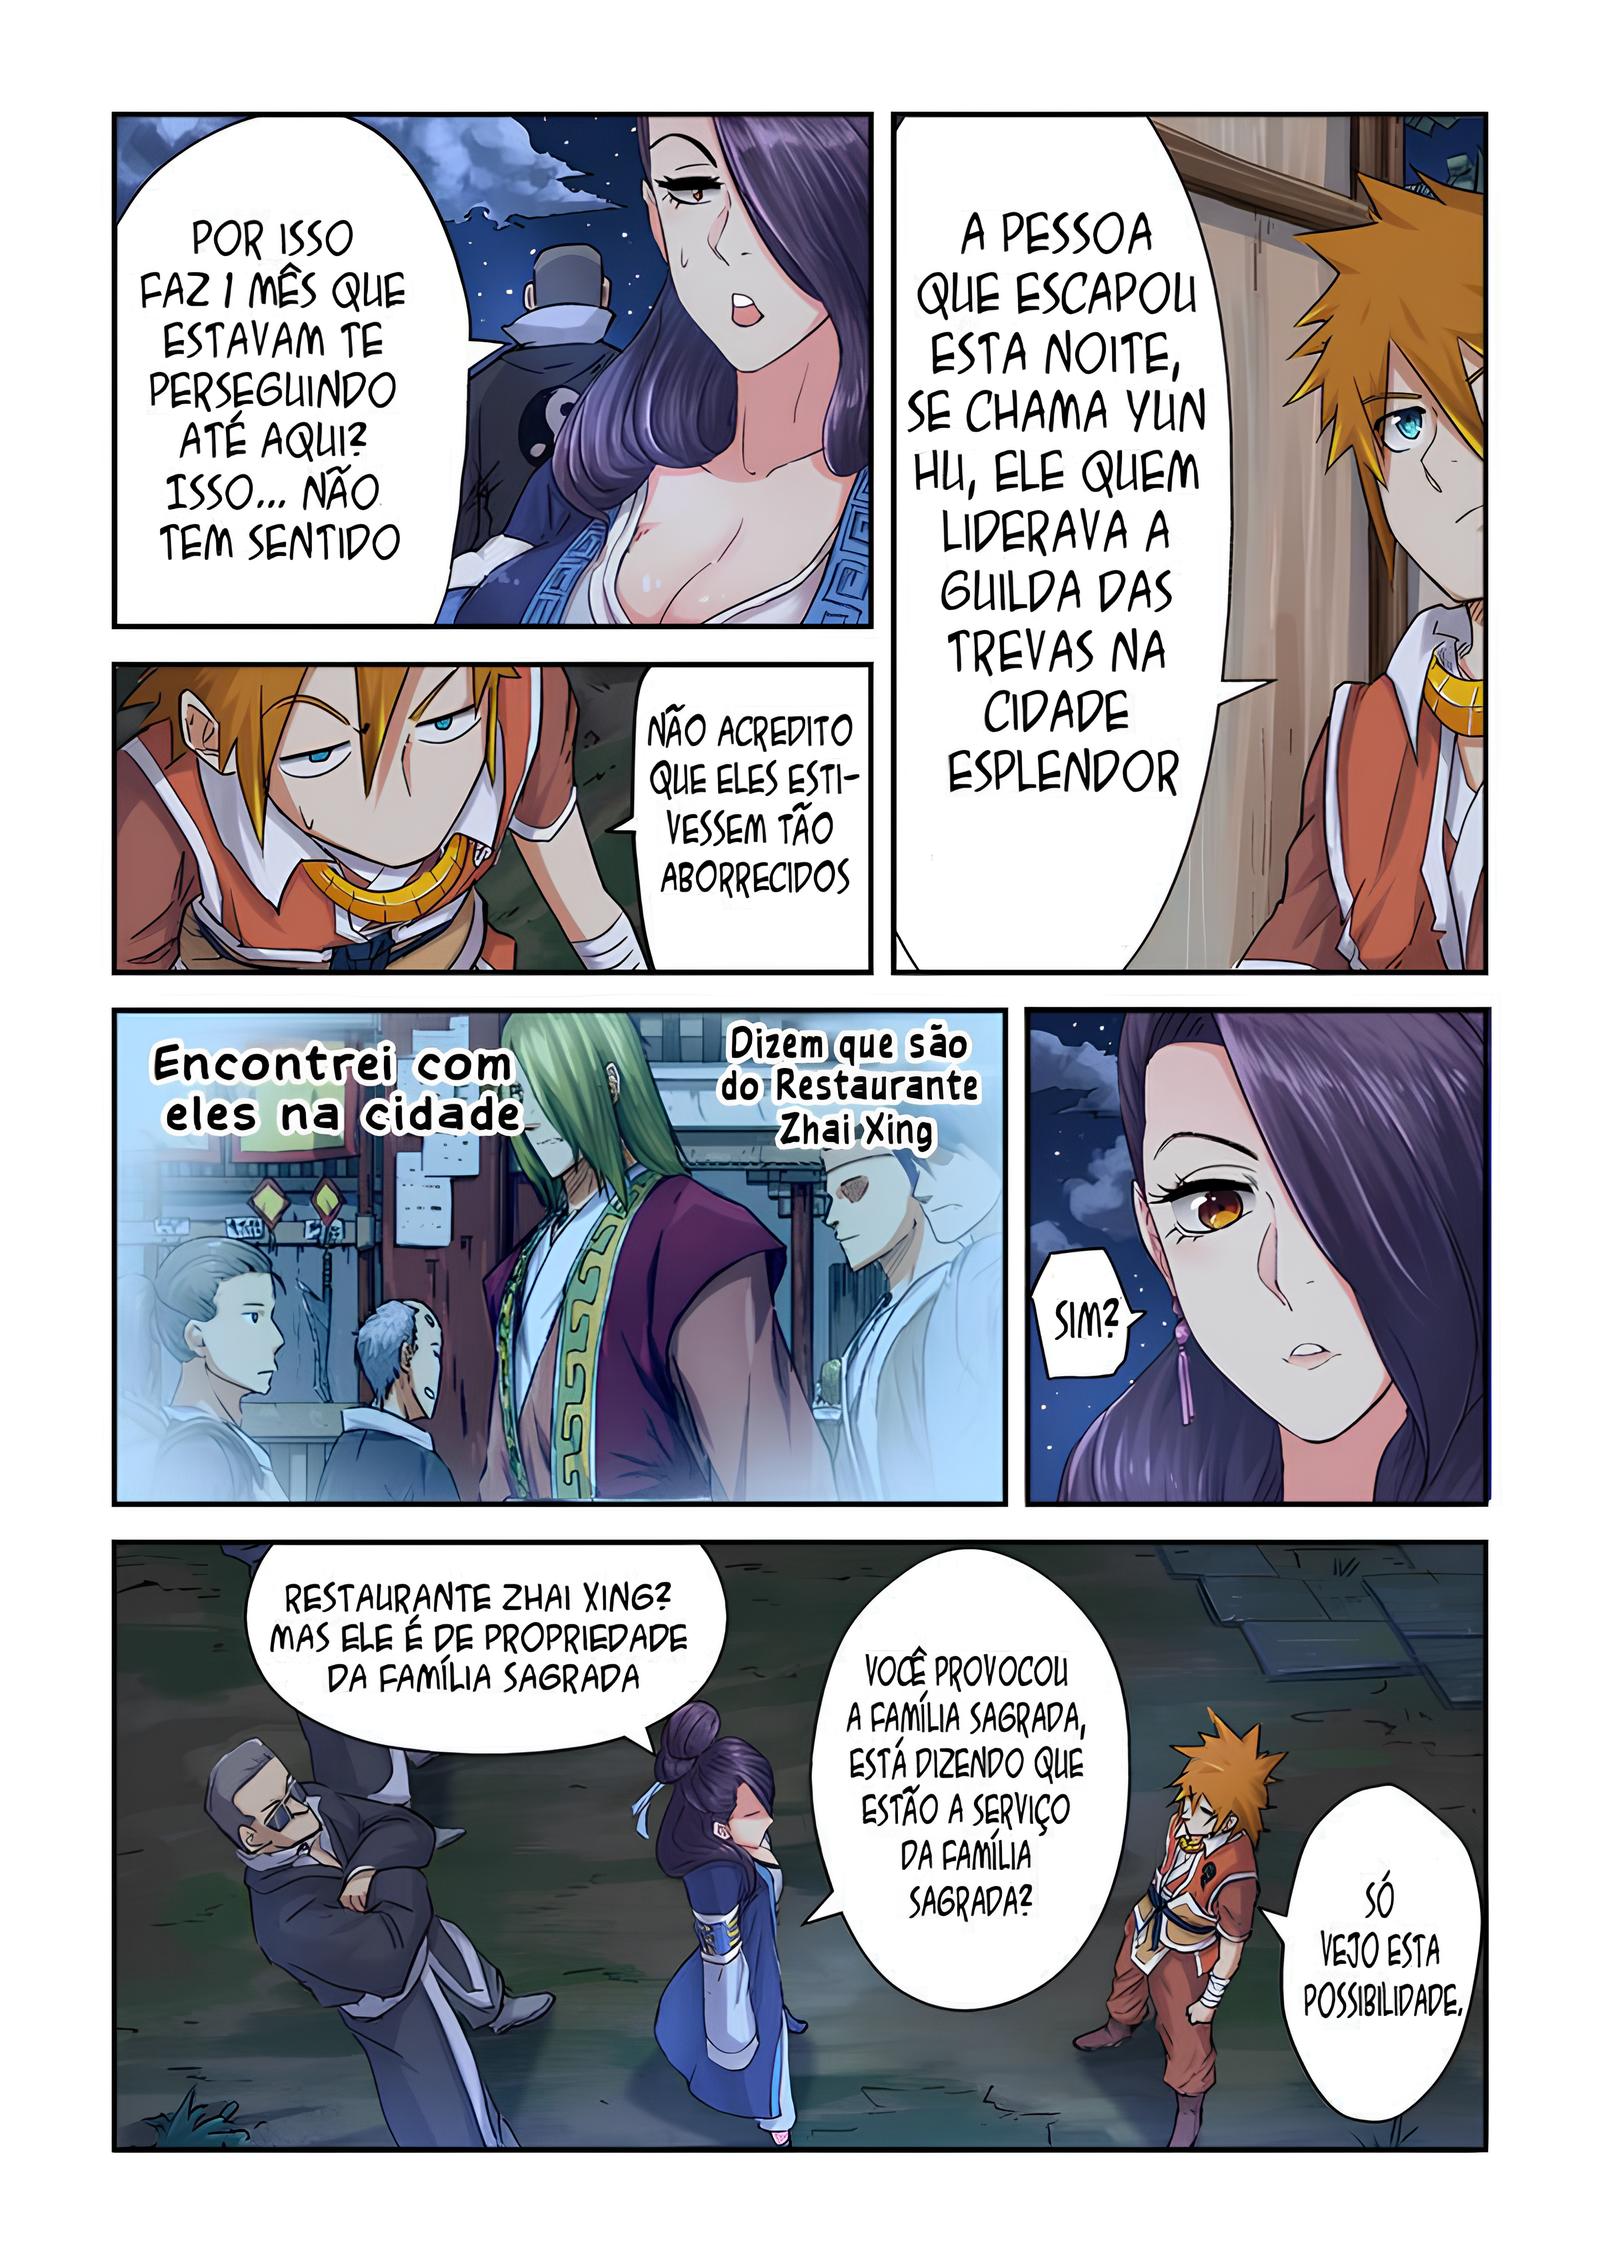 POR ISSO
FAZ 1 MÊS QUE
ESTAVAM TE
PERSEGUINDO
ATÉ AQUI?
ISSO... NÃO
TEM SENTIDO
A PESSOA
QUE ESCAPOU
ESTA NOITE,
SE CHAMA YUN
HU, ELE QUEM
LIDERAVA A
GUILDA DAS
TREVAS NA
CIDADE
ESPLENDOR
NÃO ACREDITO
QUE ELES ESTI-
VESSEM TÃO
ABORRECIDOS
Encontrei com
eles na cidade
Dizem que são
do Restaurante
Zhai Xing
SIM?
RESTAURANTE ZHAI XING?
MAS ELE É DE PROPRIEDADE
DA FAMÍLIA SAGRADA
VOCÊ PROVOCOU
A FAMÍLIA SAGRADA,
ESTÁ DIZENDO QUE
ESTÃO A SERVIÇO
DA FAMÍLIA
SAGRADA?
SÓ
VEJO ESTA
POSSIBILIDADE.